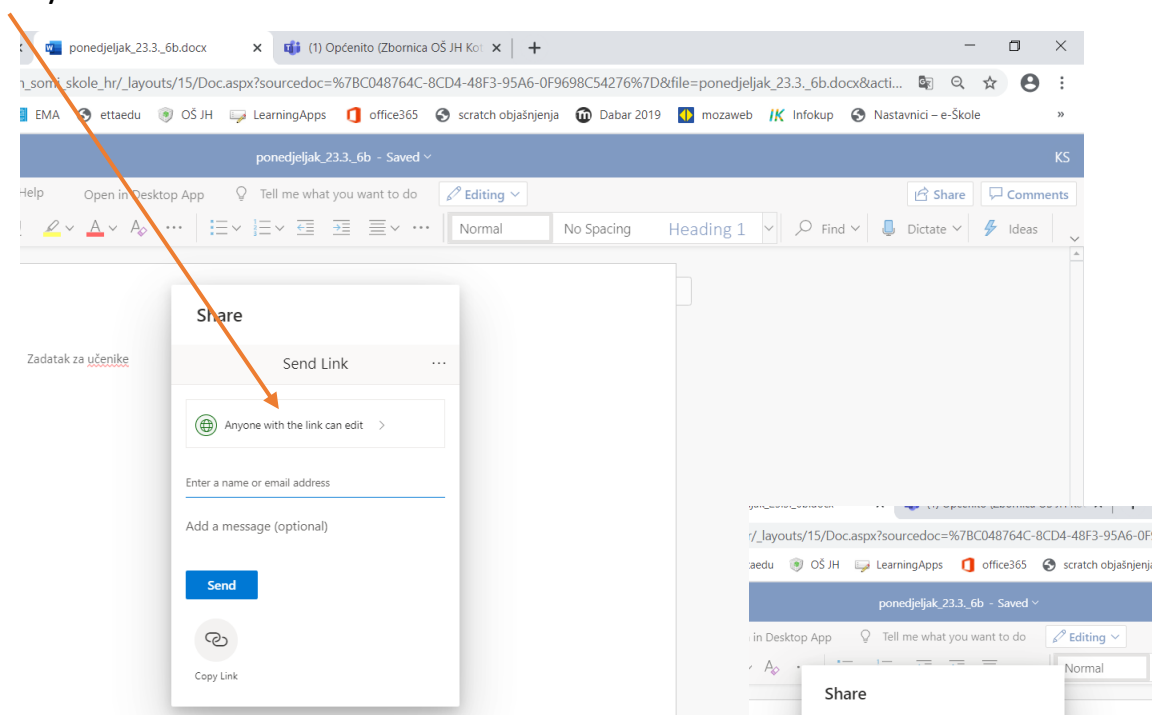 ponedjeljak_23.3._6b.docx
(1) Općenito (Zbornica OŠ JH Kot
_skole_hr/_layouts/15/Doc.aspx?sourcedoc=%7BC048764C-8CD4-48F3-95A6-0F9698C54276%7D&file=ponedjeljak_23.3._6b.docx&acti...
EMA ettaedu OŠ JH LearningApps office365 scratch objašnjenja Dabar 2019 mozaweb Infokup Nastavnici – e-Škole »
ponedjeljak_23.3._6b - Saved KS
Help Open in Desktop App Tell me what you want to do Editing Share Comments
Normal No Spacing Heading 1 Find Dictate Ideas
Share
Zadatak za učenike
Send Link ...
Anyone with the link can edit >
Enter a name or email address
Add a message (optional)
Send
Copy Link
r/_layouts/15/Doc.aspx?sourcedoc=%7BC048764C-8CD4-48F3-95A6-0F
aedu OŠ JH LearningApps office365 scratch objašnjenja
ponedjeljak_23.3._6b - Saved
in Desktop App Tell me what you want to do Editing
Normal
Share